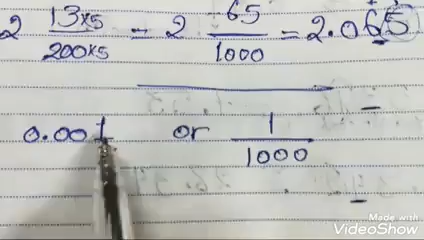 2 13×5/200×5 = 2 65/1000 = 2.065
0.001 or 1/1000
Made with
VideoShow